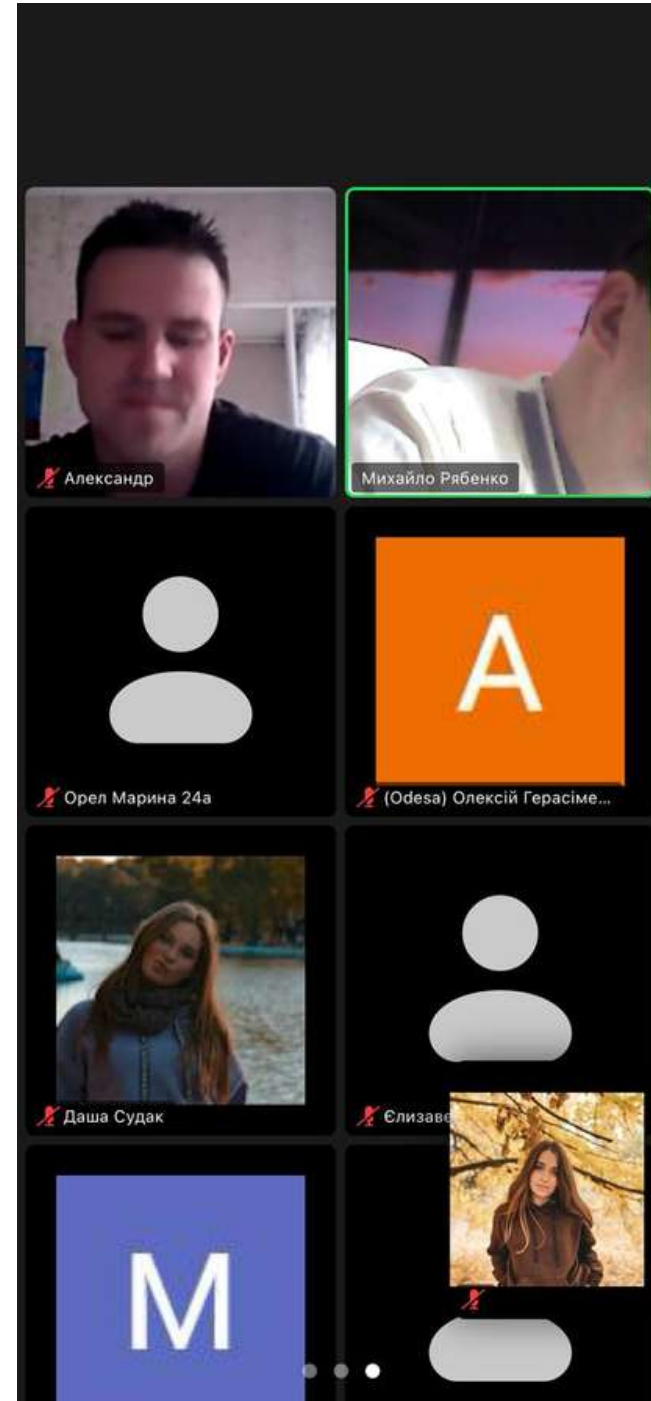 Александр
Михайло Рябенко
Орел Марина 24а
A
(Odesa) Олексій Герасіме...
Даша Судак
Єлизаве
M